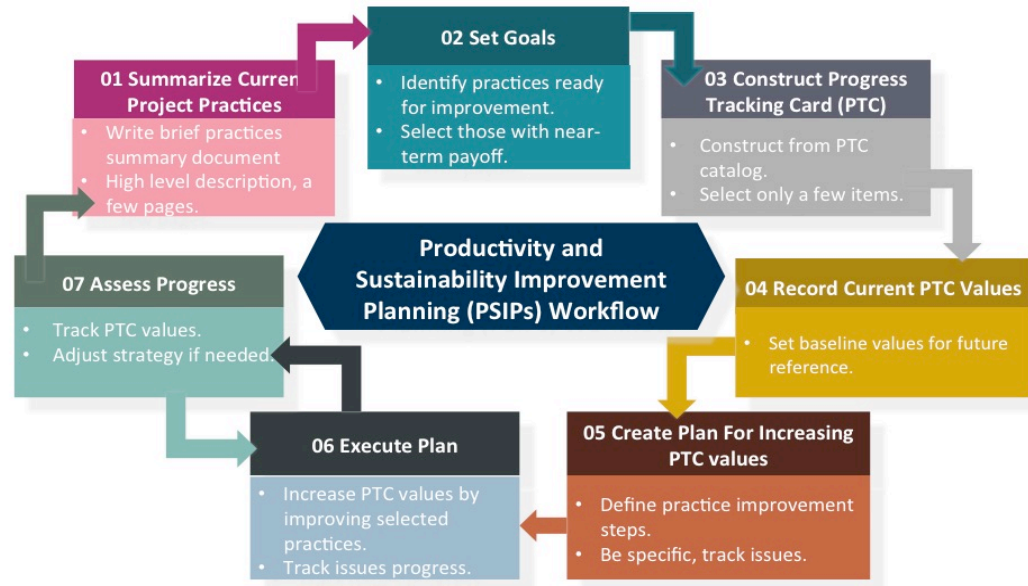 01 Summarize Current
Project Practices
• Write brief practices
summary document
• High level description, a
few pages.
02 Set Goals
• Identify practices ready
for improvement.
• Select those with near-
term payoff.
03 Construct Progress
Tracking Card (PTC)
• Construct from PTC
catalog.
• Select only a few items.
Productivity and
Sustainability Improvement
Planning (PSIPs) Workflow
04 Record Current PTC Values
• Set baseline values for future
reference.
05 Create Plan For Increasing
PTC values
• Define practice improvement
steps.
• Be specific, track issues.
06 Execute Plan
• Increase PTC values by
improving selected
practices.
• Track issues progress.
07 Assess Progress
• Track PTC values.
• Adjust strategy if needed.